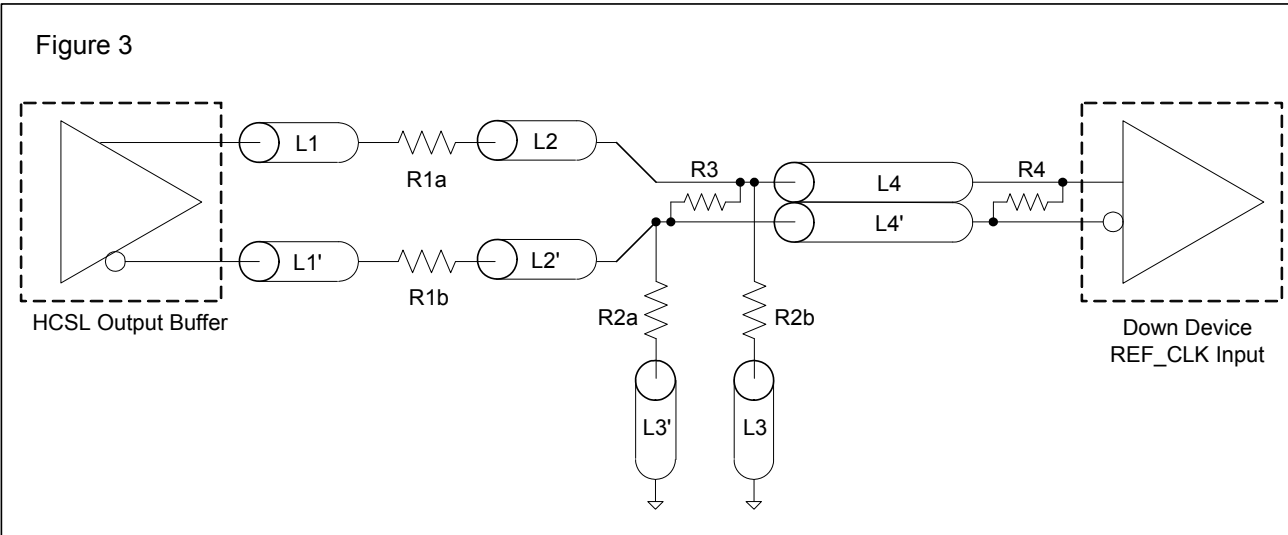 Figure 3
L1
R1a
L2
R3
L4
R4
L4'
L1'
R1b
L2'
HCSL Output Buffer
R2a
R2b
Down Device
REF_CLK Input
L3'
L3